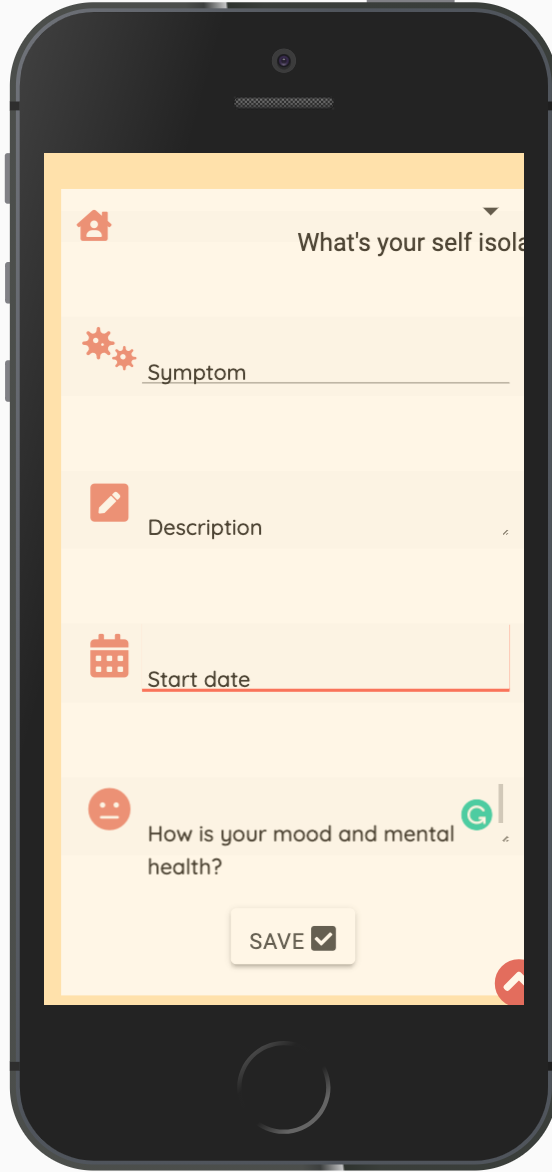 What's your self isola
Symptom
Description
Start date
How is your mood and mental
health?
SAVE